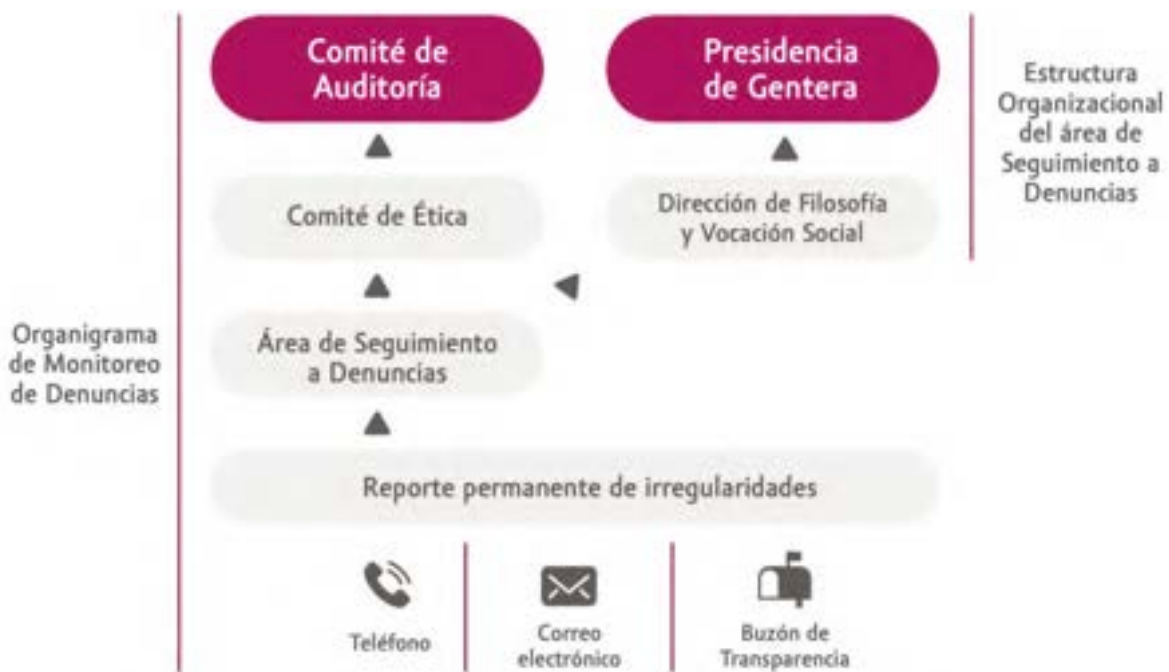 Comité de
Auditoría
Presidencia
de Gentera
Estructura
Organizacional
del área de
Seguimiento a
Denuncias
Comité de Ética
Dirección de Filosofía
y Vocación Social
Organigrama
de Monitoreo
de Denuncias
Área de Seguimiento
a Denuncias
Reporte permanente de irregularidades
Teléfono
Correo
electrónico
Buzón de
Transparencia